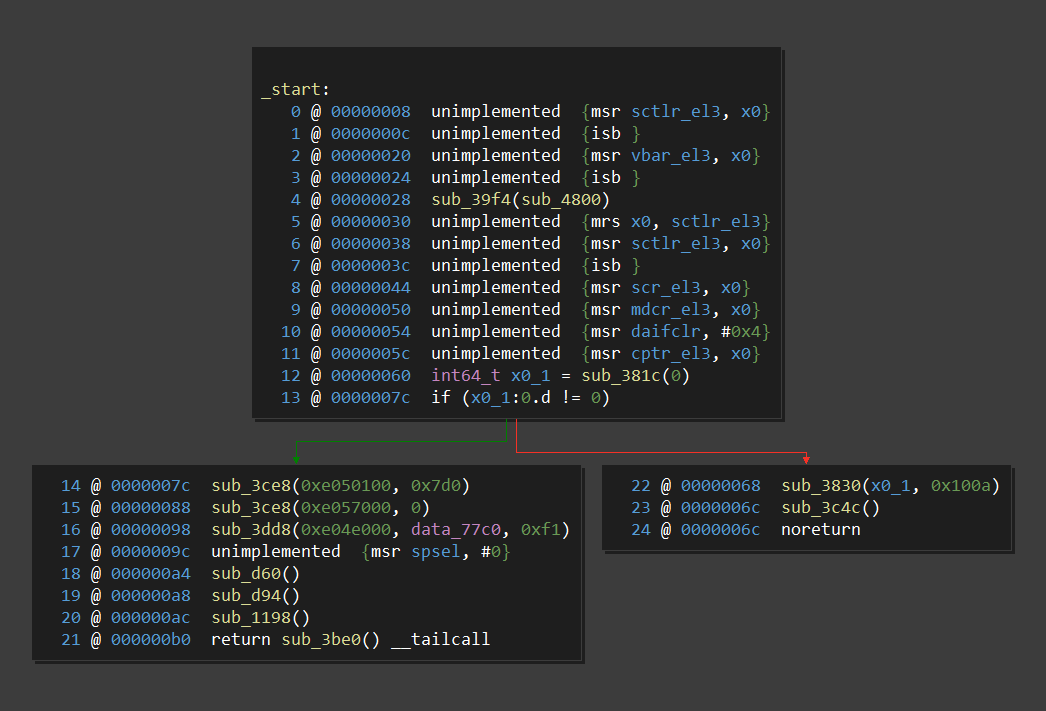 _start:
0 @ 00000008 unimplemented {msr sctlr_el3, x0}
1 @ 0000000c unimplemented {isb }
2 @ 00000020 unimplemented {msr vbar_el3, x0}
3 @ 00000024 unimplemented {isb }
4 @ 00000028 sub_39f4(sub_4800)
5 @ 00000030 unimplemented {mrs x0, sctlr_el3}
6 @ 00000038 unimplemented {msr sctlr_el3, x0}
7 @ 0000003c unimplemented {isb }
8 @ 00000044 unimplemented {msr scr_el3, x0}
9 @ 00000050 unimplemented {msr mdcr_el3, x0}
10 @ 00000054 unimplemented {msr daifclr, #0x4}
11 @ 0000005c unimplemented {msr cptr_el3, x0}
12 @ 00000060 int64_t x0_1 = sub_381c(0)
13 @ 0000007c if (x0_1:0.d != 0)
14 @ 0000007c sub_3ce8(0xe050100, 0x7d0)
15 @ 00000088 sub_3ce8(0xe057000, 0)
16 @ 00000098 sub_3dd8(0xe04e000, data_77c0, 0xf1)
17 @ 0000009c unimplemented {msr spsel, #0}
18 @ 000000a4 sub_d60()
19 @ 000000a8 sub_d94()
20 @ 000000ac sub_1198()
21 @ 000000b0 return sub_3be0() __tailcall
22 @ 00000068 sub_3830(x0_1, 0x100a)
23 @ 0000006c sub_3c4c()
24 @ 0000006c noreturn